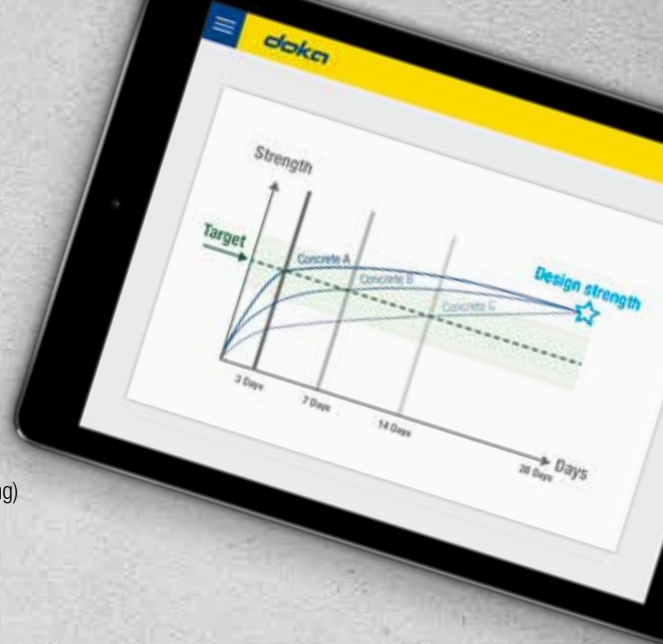 doka
Strength
Target
Concrete A
Concrete B
Concrete C
Design strength
3 Days
7 Days
14 Days
28 Days
Days
ng)